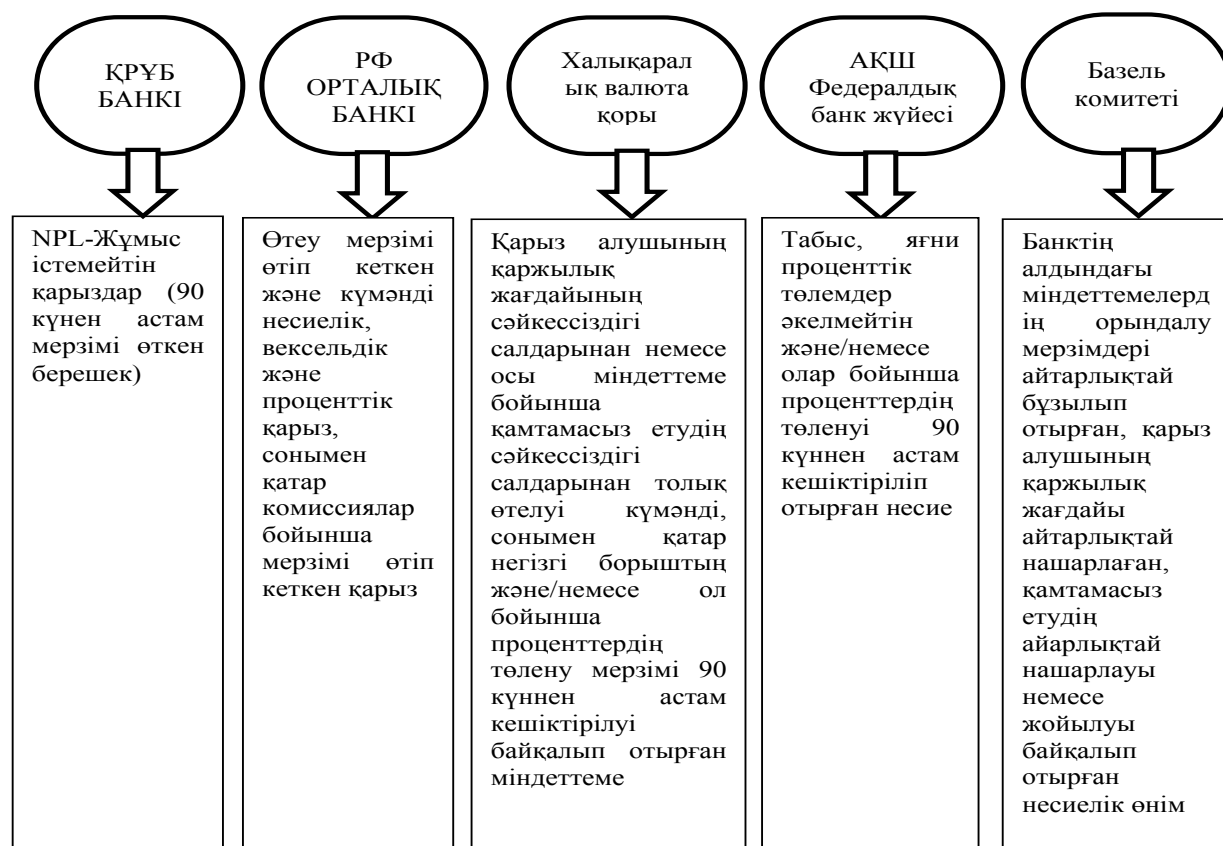 ҚРҰБ
БАНКІ
РФ
ОРТАЛЫҚ
БАНКІ
Халықарал
ық валюта
қоры
АҚШ
Федералдық
банк жүйесі
Базель
комитеті
NPL-Жұмыс
істемейтін
қарыздар (90
күнен астам
мерзімі өткен
берешек)
Өтеу мерзімі
өтіп кеткен
және күмәнді
несиелік,
вексельдік
және
проценттік
қарыз,
сонымен
қатар
комиссиялар
бойынша
мерзімі өтіп
кеткен қарыз
Қарыз алушының
қаржылық
жағдайының
сәйкессіздігі
салдарынан немесе
осы міндеттеме
бойынша
қамтамасыз етудің
сәйкессіздігі
салдарынан толық
өтелуі күмәнді,
сонымен қатар
негізгі борыштың
және/немесе ол
бойынша
проценттердің
төлену мерзімі 90
күннен астам
кешіктірілуі
байқалып отырған
міндеттеме
Табыс, яғни
проценттік
төлемдер
әкелмейтін
және/немесе
олар бойынша
проценттердің
төленуі 90
күннен астам
кешіктіріліп
отырған несие
Банктің
алдындағы
міндеттемелерд
ің орындалу
мерзімдері
айтарлықтай
бұзылып
отырған, қарыз
алушының
қаржылық
жағдайы
айтарлықтай
нашарлаған,
қамтамасыз
етудің
айарлықтай
нашарлауы
немесе
жойылуы
байқалып
отырған
несиелік өнім